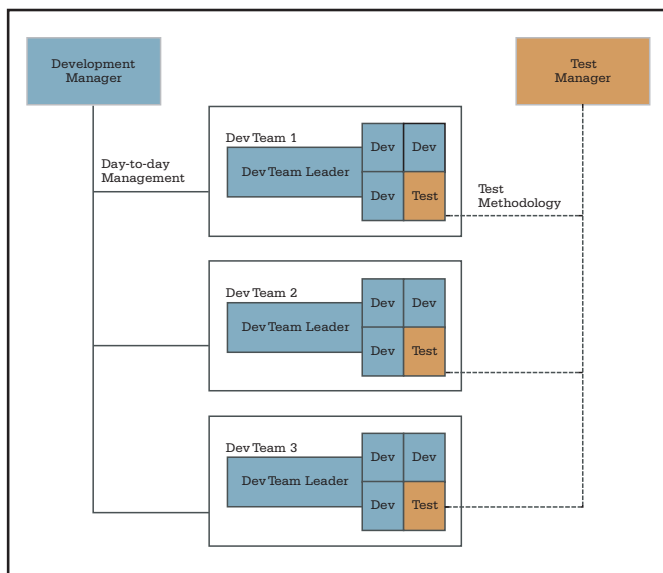 Development
Manager
Test
Manager
Day-to-day
Management
Dev Team 1
Dev Team Leader
Dev Dev
Dev Test
Test
Methodology
Dev Team 2
Dev Team Leader
Dev Dev
Dev Test
Dev Team 3
Dev Team Leader
Dev Dev
Dev Test